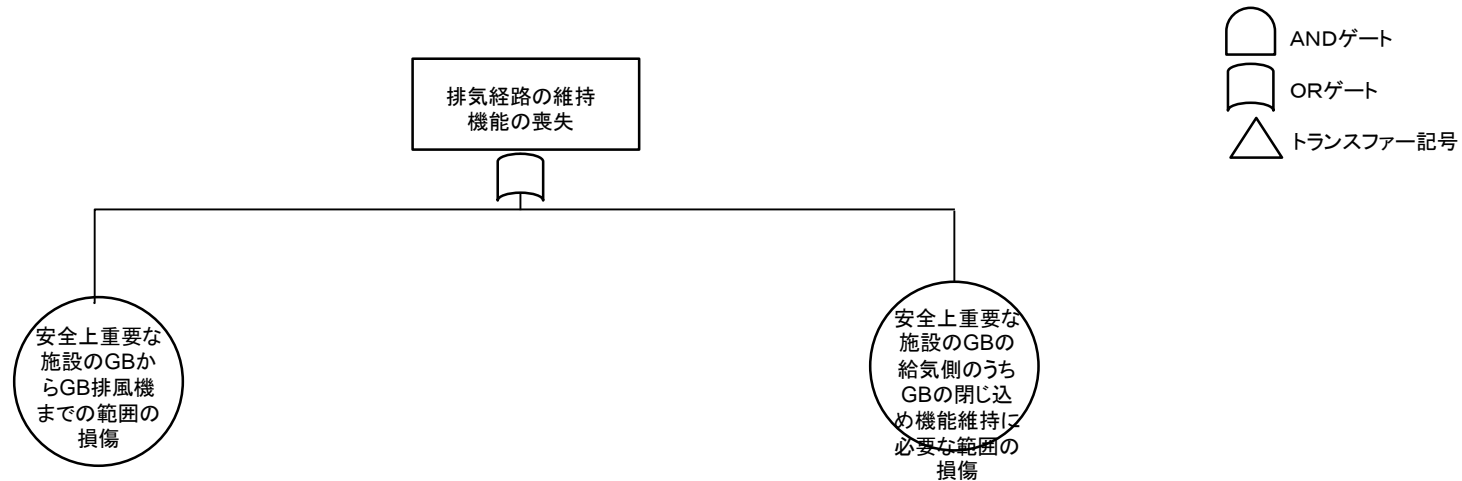 排気経路の維持
機能の喪失
ANDゲート
ORゲート
トランスファー記号
安全上重要な
施設のGBか
らGB排風機
までの範囲の
損傷
安全上重要な
施設のGBの
給気側のうち
GBの閉じ込
め機能維持に
必要な範囲の
損傷